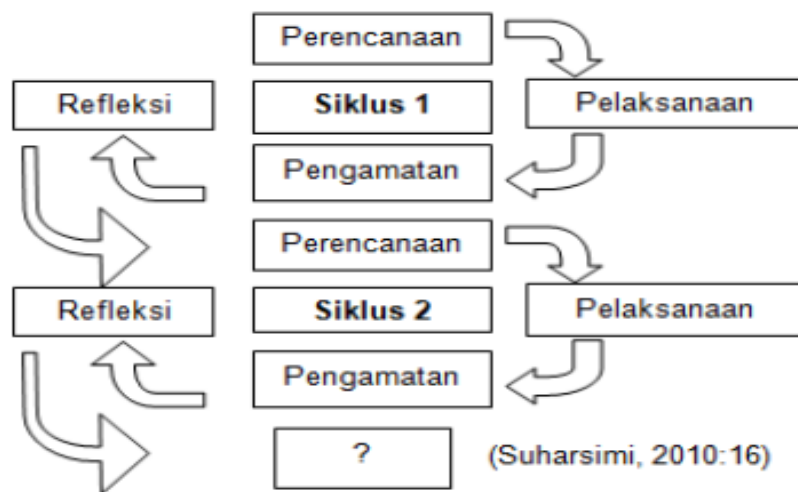 Perencanaan
Refleksi
Siklus 1
Pelaksanaan
Pengamatan
Perencanaan
Refleksi
Siklus 2
Pelaksanaan
Pengamatan
?
(Suharsimi, 2010:16)